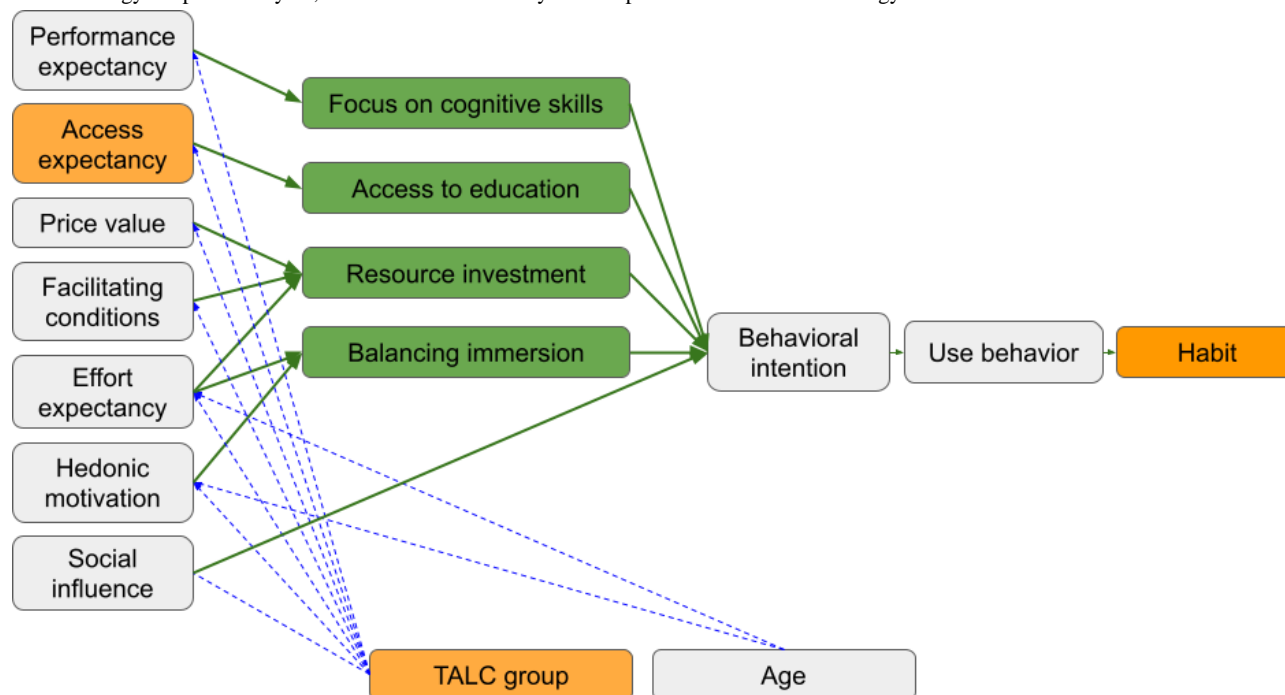 Performance
expectancy
Focus on cognitive skills
Access
expectancy
Access to education
Price value
Resource investment
Facilitating
conditions
Balancing immersion
Behavioral
intention
Use behavior
Habit
Effort
expectancy
Hedonic
motivation
Social
influence
TALC group
Age